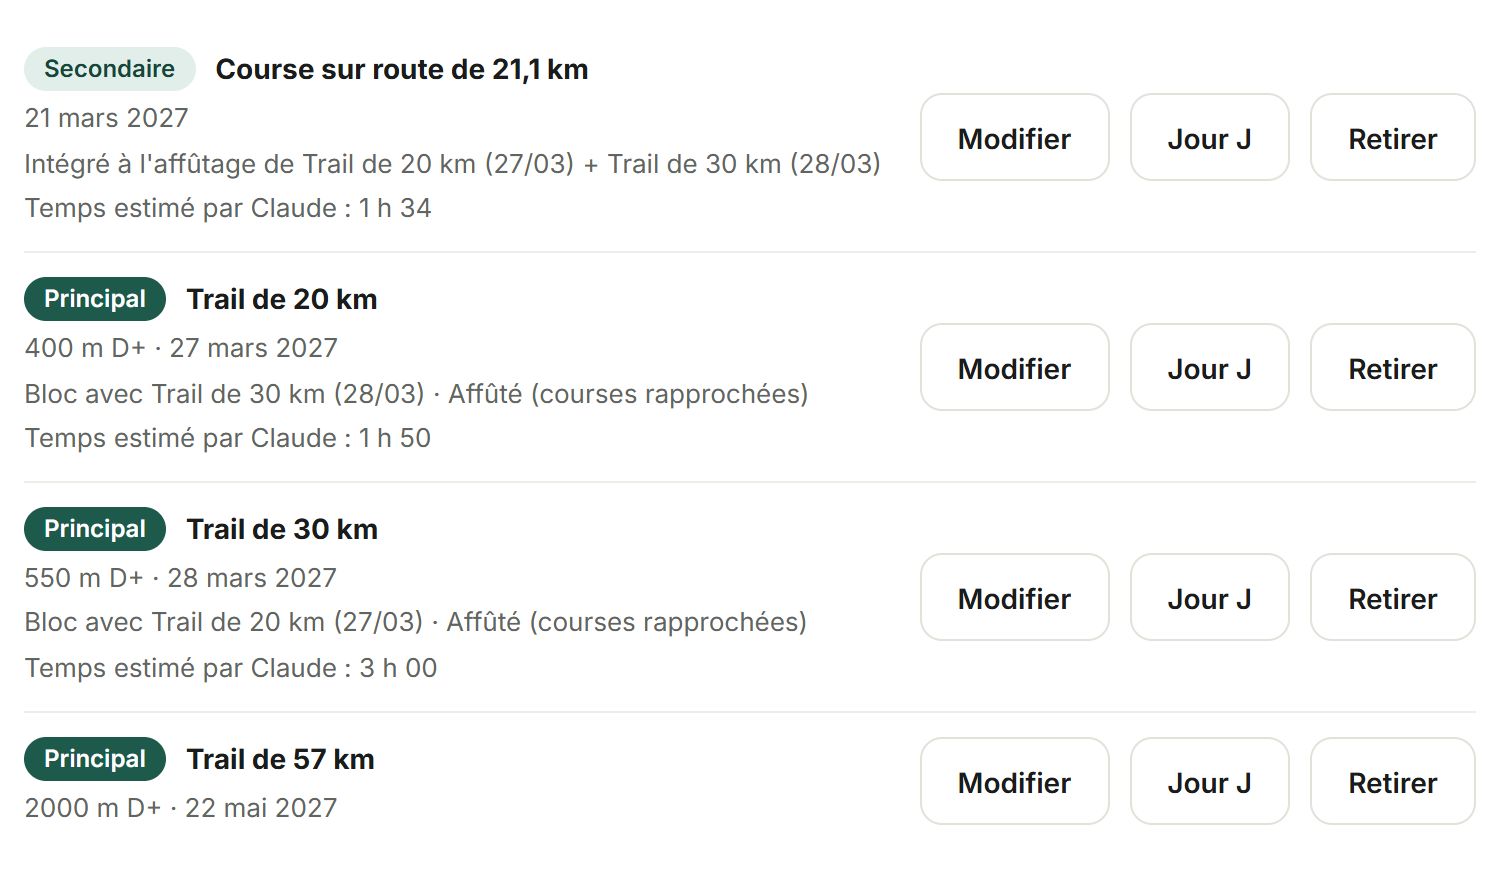 Secondaire Course sur route de 21,1 km
21 mars 2027
Intégré à l'affûtage de Trail de 20 km (27/03) + Trail de 30 km (28/03)
Temps estimé par Claude : 1 h 34
Modifier Jour J Retirer
Principal Trail de 20 km
400 m D+ · 27 mars 2027
Bloc avec Trail de 30 km (28/03) · Affûté (courses rapprochées)
Temps estimé par Claude : 1 h 50
Modifier Jour J Retirer
Principal Trail de 30 km
550 m D+ · 28 mars 2027
Bloc avec Trail de 20 km (27/03) · Affûté (courses rapprochées)
Temps estimé par Claude : 3 h 00
Modifier Jour J Retirer
Principal Trail de 57 km
2000 m D+ · 22 mai 2027
Modifier Jour J Retirer